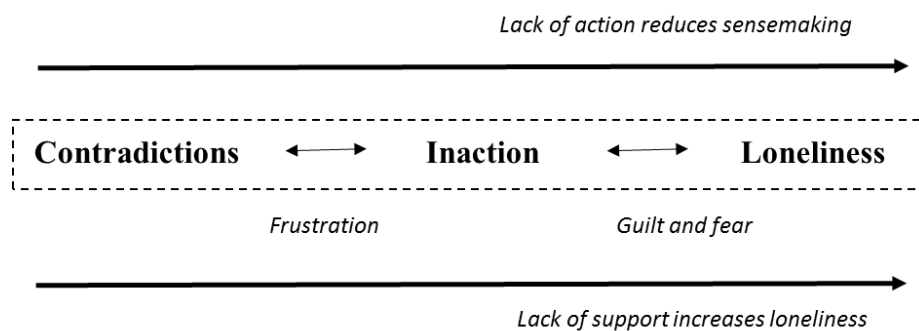 Lack of action reduces sensemaking
Contradictions Inaction Loneliness
Frustration Guilt and fear
Lack of support increases loneliness